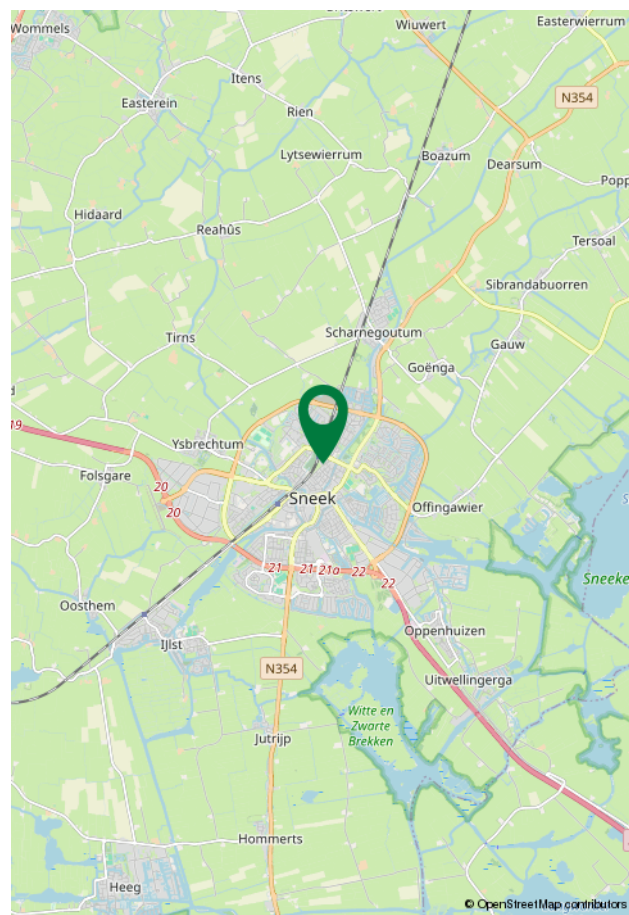 Wiuwert
Easterwierrum
Wommels
Itens
Easterein
N354
Rien
Lytsewierrum
Boazum
Dearsum
Popp
Hidaard
Reahûs
Tersoal
Sibrandabuorren
Scharnegoutum
Tirns
Gauw
Goënga
d
19
Ysbrechtum
Folsgare
20
20
Sneek
Offingawier
21
21
21a
22
22
Sneeke
Oosthem
IJlst
Oppenhuizen
N354
Uitwellingerga
Witte en
Zwarte
Brekken
Jutrijp
Hommerts
Heeg
© OpenStreetMap contributors